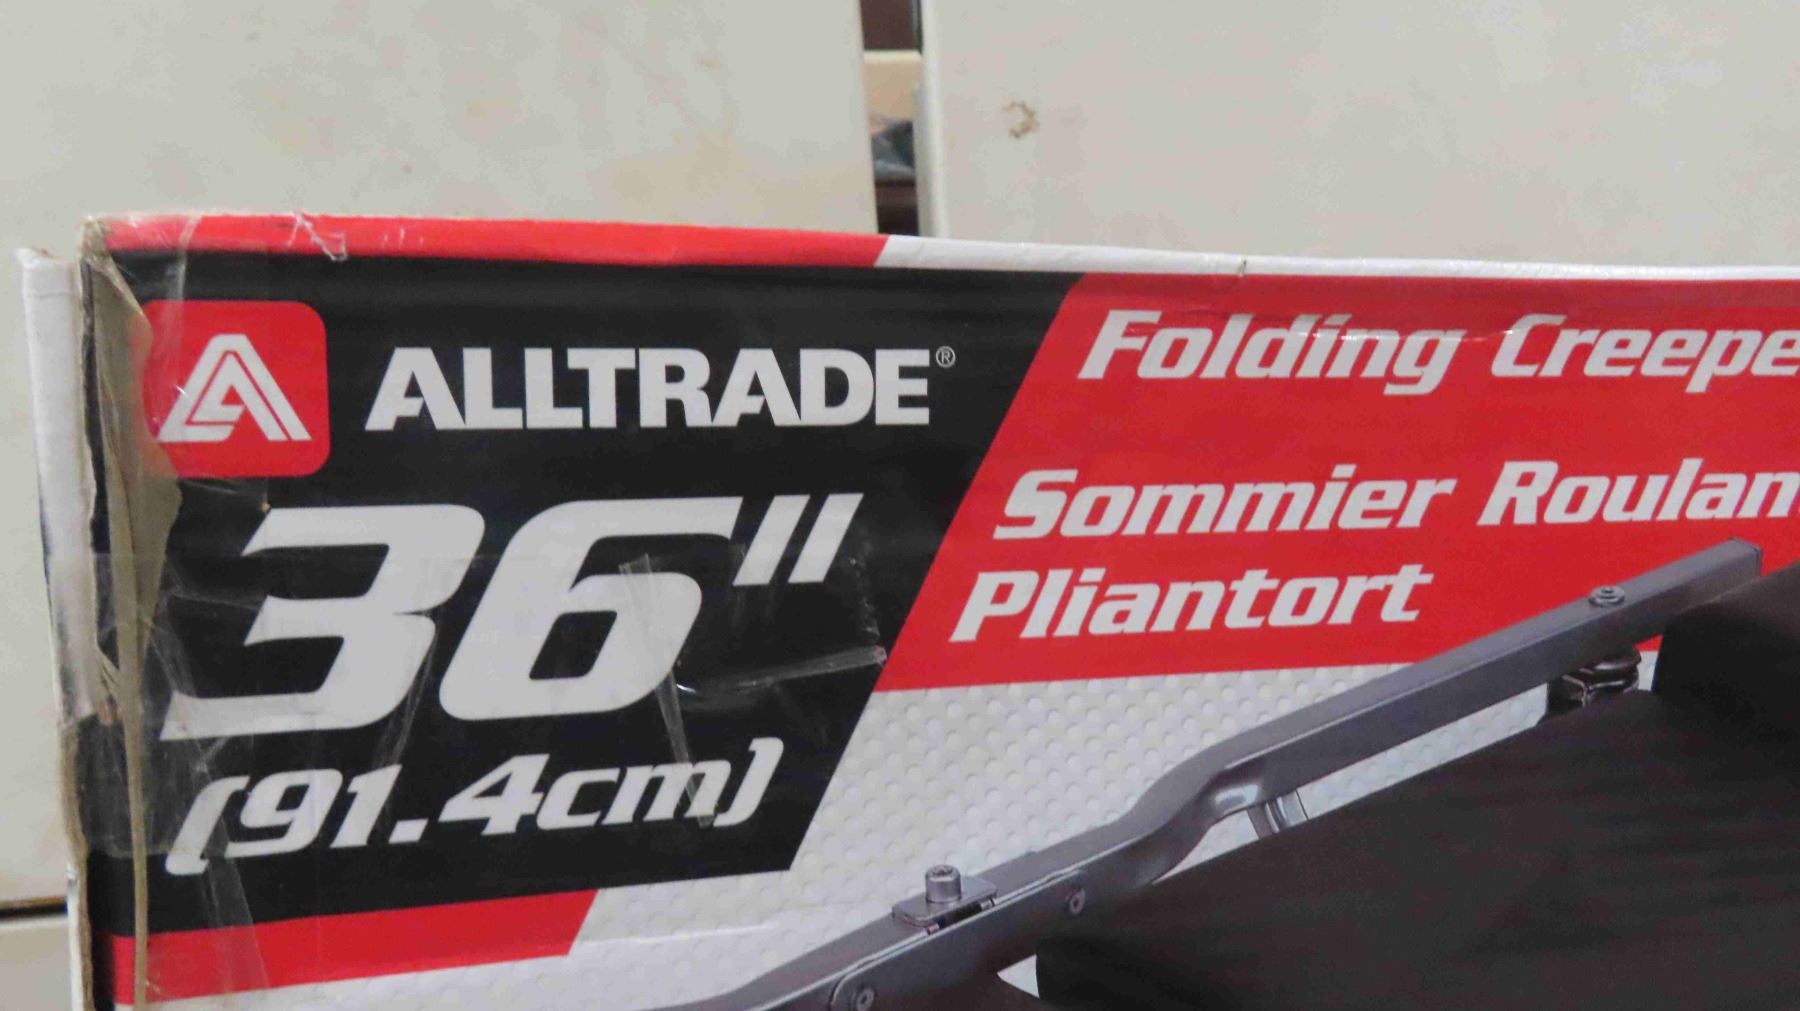 ALLTRADE®
36"
(91.4cm)
Folding Creepe
Sommier Roulan
Pliantort